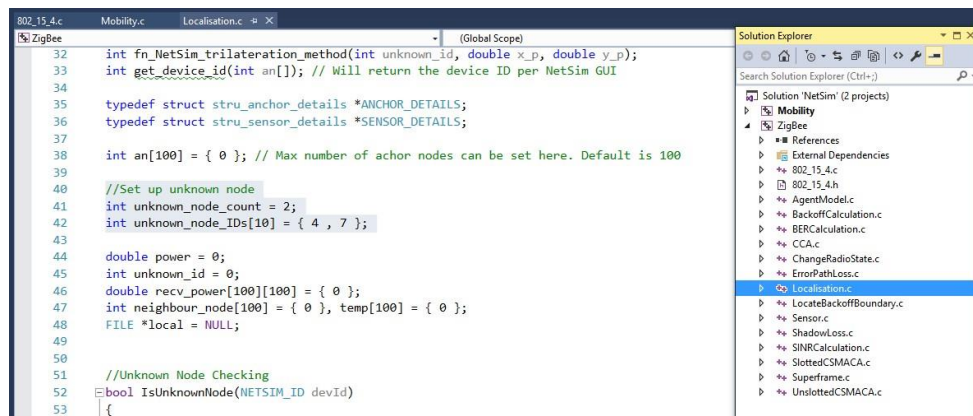 802_15_4.c Mobility.c Localisation.c
ZigBee (Global Scope)
32 int fn_NetSim_trilateration_method(int unknown_id, double x_p, double y_p);
33 int get_device_id(int an[]); // Will return the device ID per NetSim GUI
34
35 typedef struct stru_anchor_details *ANCHOR_DETAILS;
36 typedef struct stru_sensor_details *SENSOR_DETAILS;
37
38 int an[100] = { 0 }; // Max number of achor nodes can be set here. Default is 100
39
40 //Set up unknown node
41 int unknown_node_count = 2;
42 int unknown_node_IDs[10] = { 4 , 7 };
43
44 double power = 0;
45 int unknown_id = 0;
46 double recv_power[100][100] = { 0 };
47 int neighbour_node[100] = { 0 }, temp[100] = { 0 };
48 FILE *local = NULL;
49
50
51 //Unknown Node Checking
52 bool IsUnknownNode(NETSIM_ID devId)
53 {
Solution Explorer
Search Solution Explorer (Ctrl+;)
Solution 'NetSim' (2 projects)
Mobility
ZigBee
References
External Dependencies
802_15_4.c
802_15_4.h
AgentModel.c
BackoffCalculation.c
BERCalculation.c
CCA.c
ChangeRadioState.c
ErrorPathLoss.c
Localisation.c
LocateBackoffBoundary.c
Sensor.c
ShadowLoss.c
SINRCalculation.c
SlottedCSMACA.c
Superframe.c
UnslottedCSMACA.c